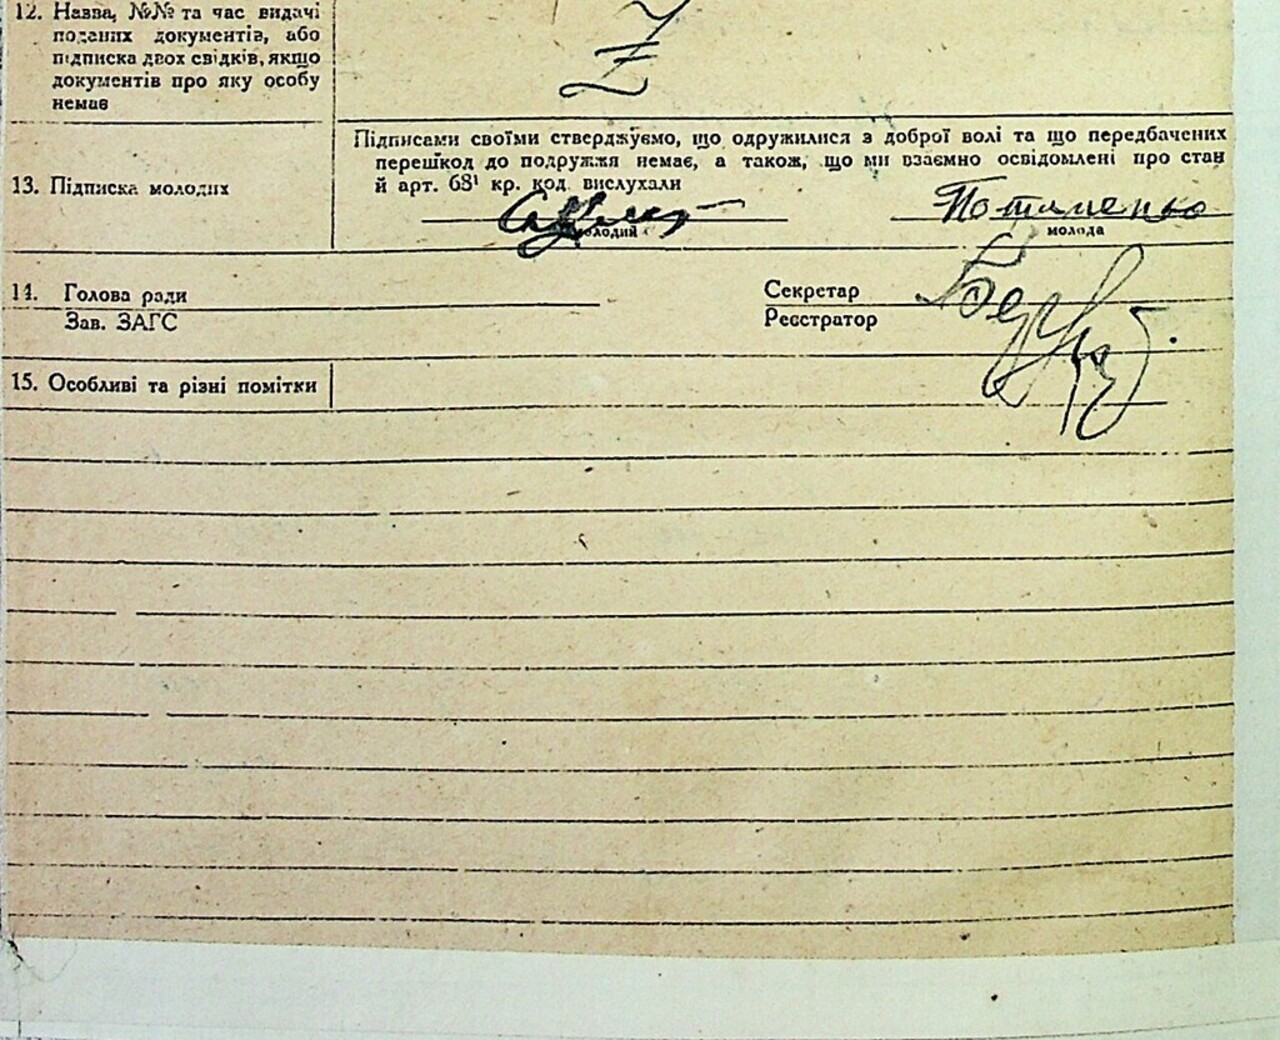 12. Назва, №№ та час видачі
поданих документів, або
підписка двох свідків, якщо
документів про яку особу
немає
Підписами своїми стверджуємо, що одружилися з доброї волі та що передбачених
перешкод до подружжя немає, а також, що ми взаємно освідомлені про стан
й арт. 68¹ кр. код. вислухали
13. Підписка молодих
Потименко
молодий
молода
14. Голова ради
Секретар
Зав. ЗАГС
Реєстратор
15. Особливі та різні помітки